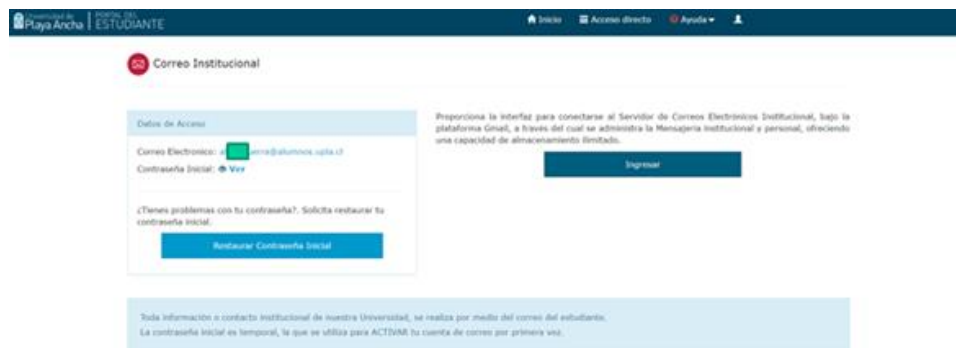 Universidad de
Playa Ancha
PORTAL DEL
ESTUDIANTE
Inicio
Acceso directo
Ayuda
Correo Institucional
Datos de Acceso
Correo Electronico: a erra@alumnos.upla.cl
Contraseña Inicial: Ver
¿Tienes problemas con tu contraseña?. Solicita restaurar tu
contraseña inicial.
Restaurar Contraseña Inicial
Proporciona la interfaz para conectarse al Servidor de Correos Electrónicos Institucional, bajo la
plataforma Gmail, a través del cual se administra la Mensajería Institucional y personal, ofreciendo
una capacidad de almacenamiento ilimitado.
Ingresar
Toda información o contacto institucional de nuestra Universidad, se realiza por medio del correo del estudiante.
La contraseña inicial es temporal, la que se utiliza para ACTIVAR tu cuenta de correo por primera vez.